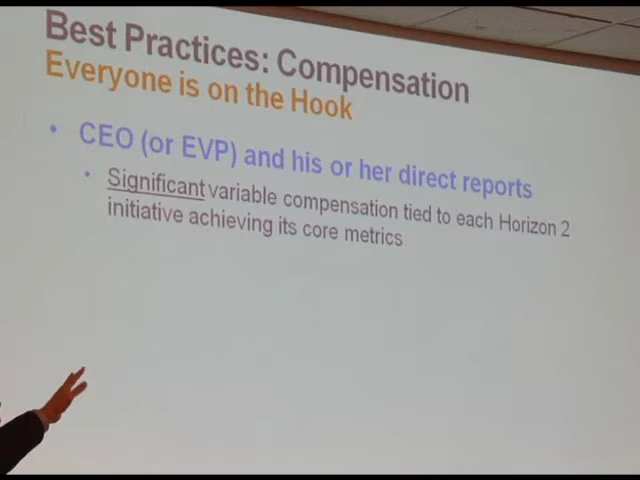 Best Practices: Compensation
Everyone is on the Hook
• CEO (or EVP) and his or her direct reports
• Significant variable compensation tied to each Horizon 2
initiative achieving its core metrics